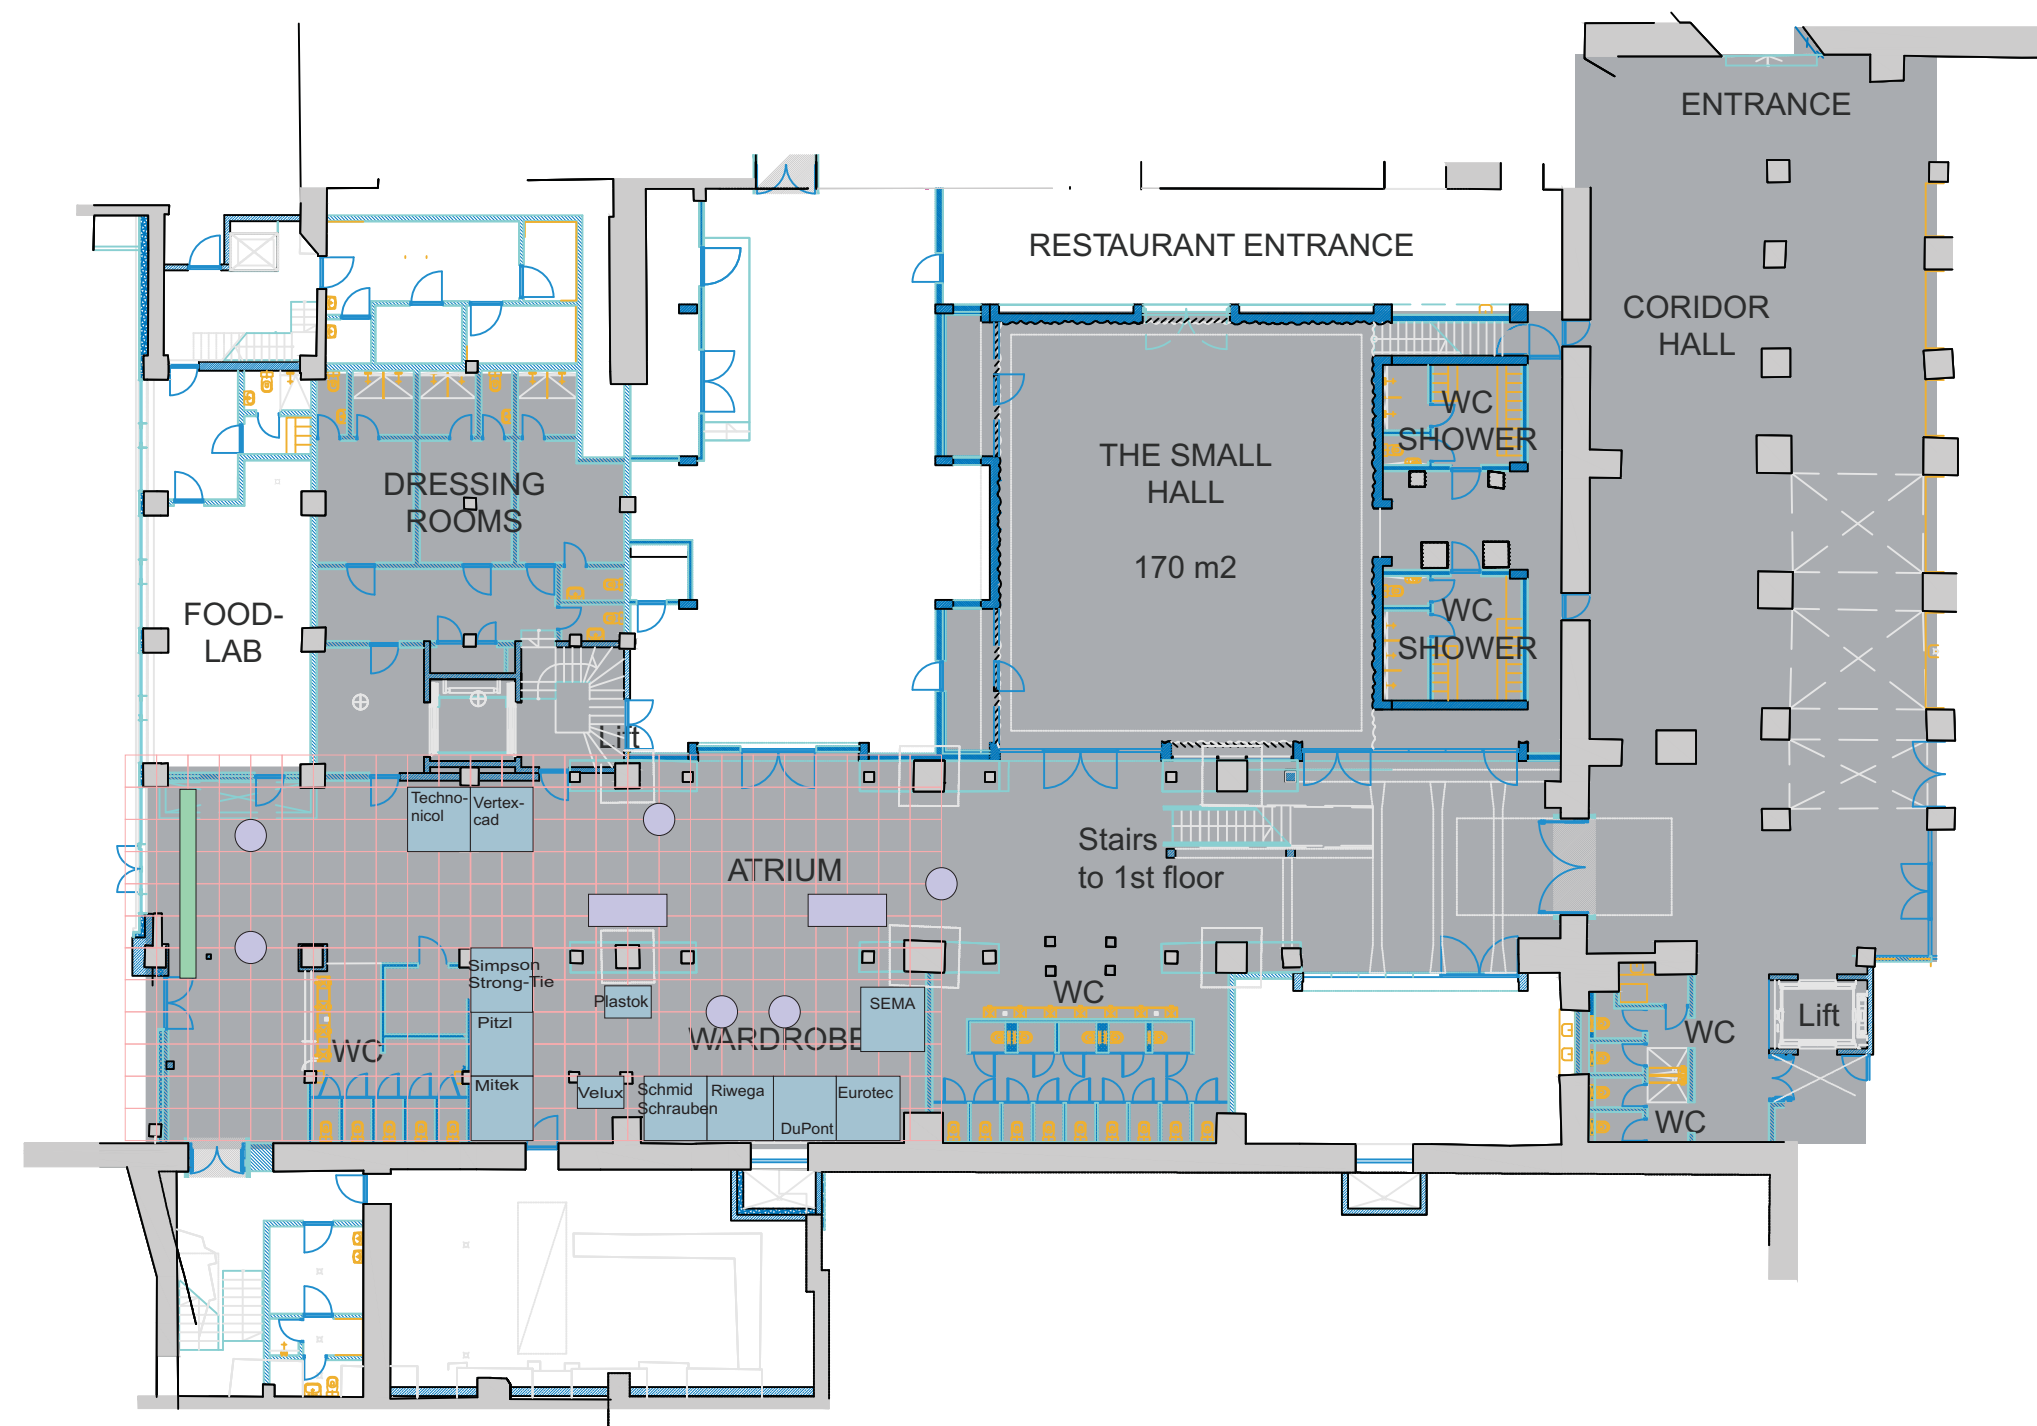 ENTRANCE
RESTAURANT ENTRANCE
CORIDOR
HALL
WC
SHOWER
THE SMALL
HALL
170 m2
DRESSING
ROOMS
WC
SHOWER
FOOD-
LAB
Lift
Techno-
nicol
Vertex-
cad
ATRIUM
Stairs
to 1st floor
Simpson
Strong-Tie
Plastok
SEMA
WC
Lift
Pitzl
WARDROBE
WC
WC
Mitek
Velux
Schmid
Schrauben
Riwega
DuPont
Eurotec
WC